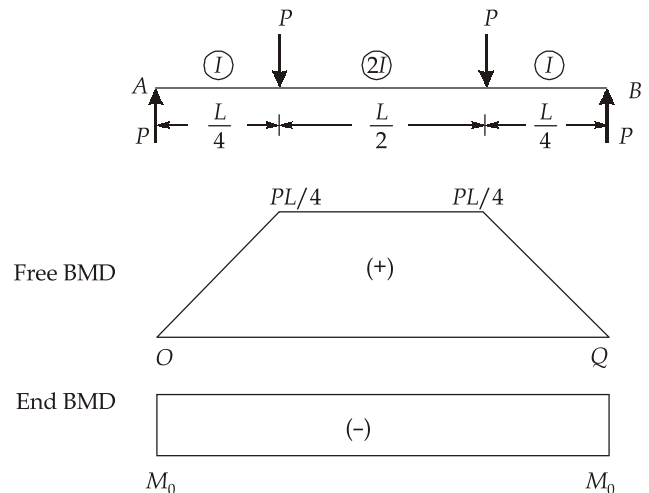 P P
I 2I I
A B
P L/4 L/2 L/4 P
PL/4 PL/4
Free BMD (+)
O Q
End BMD (–)
M₀ M₀